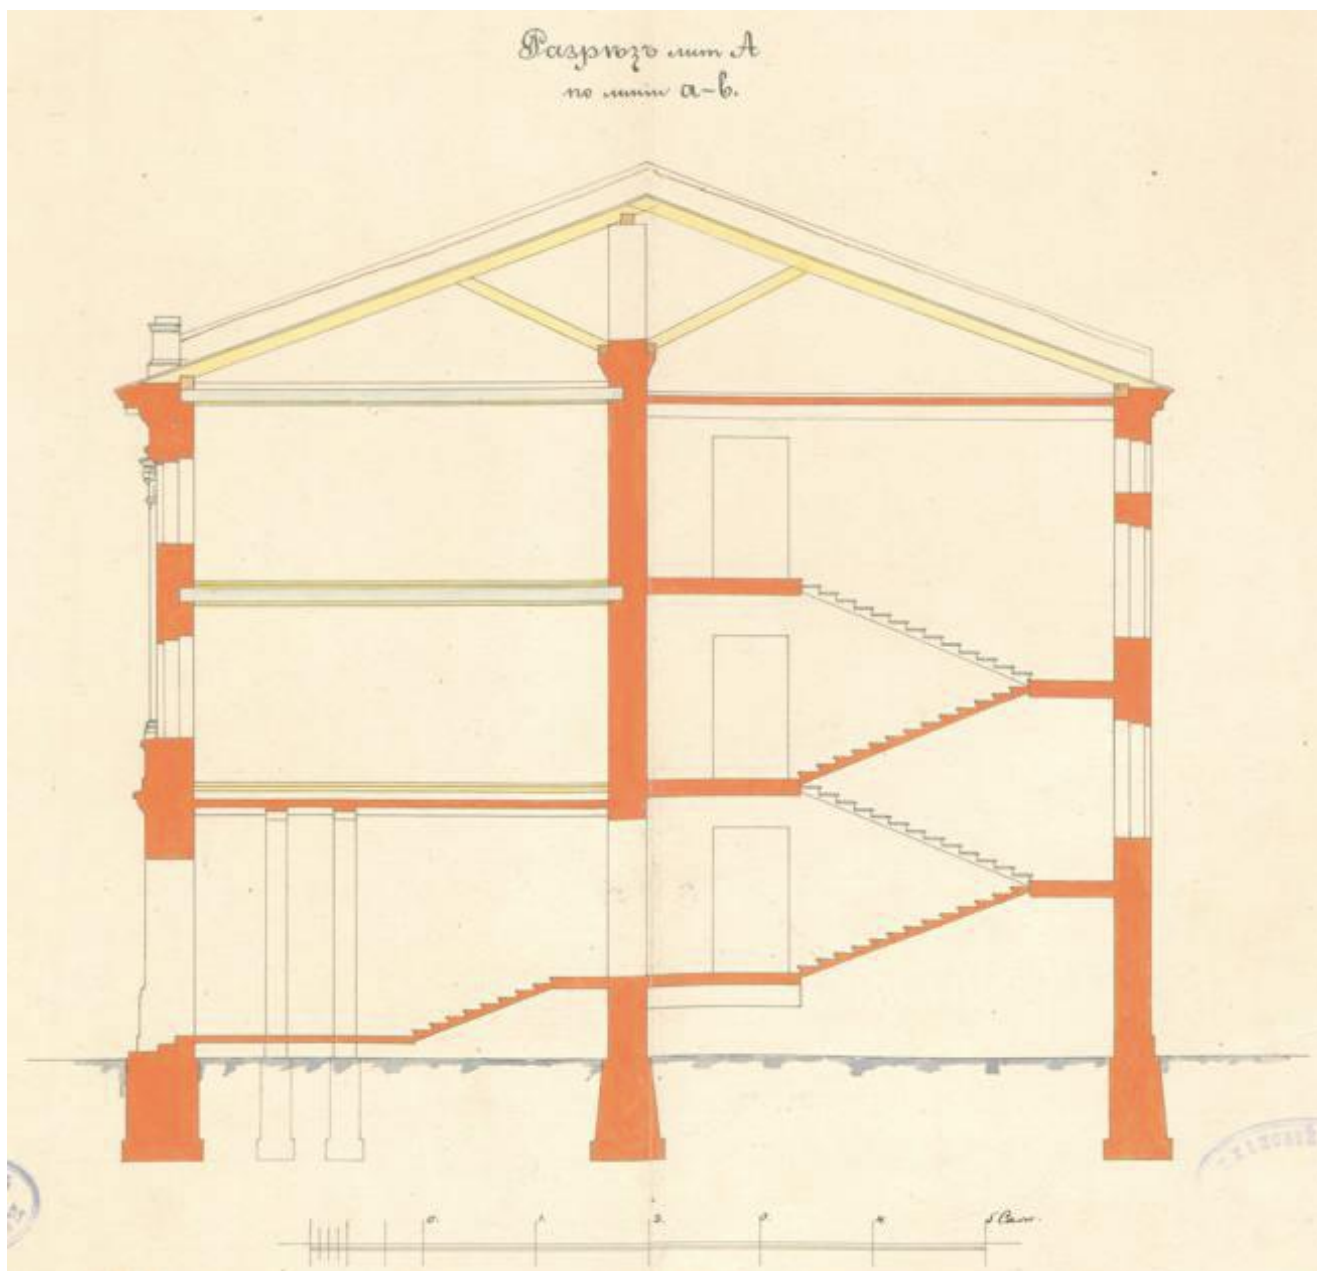 Разрѣзъ лит А
по линіи а-в.
0. 1. 2. 3. 4. 5 Саж.